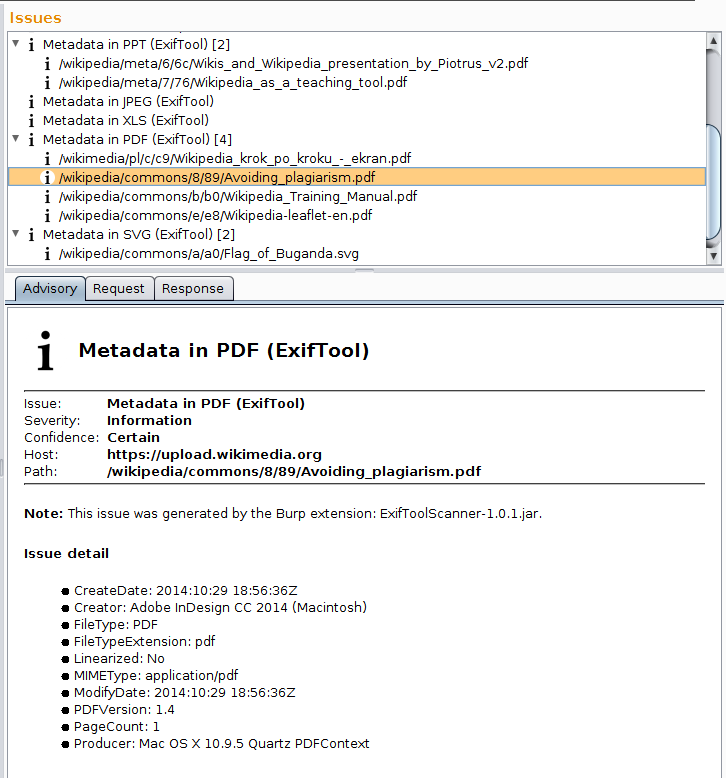 Issues
Metadata in PPT (ExifTool) [2]
/wikipedia/meta/6/6c/Wikis_and_Wikipedia_presentation_by_Piotrus_v2.pdf
/wikipedia/meta/7/76/Wikipedia_as_a_teaching_tool.pdf
Metadata in JPEG (ExifTool)
Metadata in XLS (ExifTool)
Metadata in PDF (ExifTool) [4]
/wikimedia/pl/c/c9/Wikipedia_krok_po_kroku_-_ekran.pdf
/wikipedia/commons/8/89/Avoiding_plagiarism.pdf
/wikipedia/commons/b/b0/Wikipedia_Training_Manual.pdf
/wikipedia/commons/e/e8/Wikipedia-leaflet-en.pdf
Metadata in SVG (ExifTool) [2]
/wikipedia/commons/a/a0/Flag_of_Buganda.svg
Advisory Request Response
Metadata in PDF (ExifTool)
Issue: Metadata in PDF (ExifTool)
Severity: Information
Confidence: Certain
Host: https://upload.wikimedia.org
Path: /wikipedia/commons/8/89/Avoiding_plagiarism.pdf
Note: This issue was generated by the Burp extension: ExifToolScanner-1.0.1.jar.
Issue detail
CreateDate: 2014:10:29 18:56:36Z
Creator: Adobe InDesign CC 2014 (Macintosh)
FileType: PDF
FileTypeExtension: pdf
Linearized: No
MIMEType: application/pdf
ModifyDate: 2014:10:29 18:56:36Z
PDFVersion: 1.4
PageCount: 1
Producer: Mac OS X 10.9.5 Quartz PDFContext